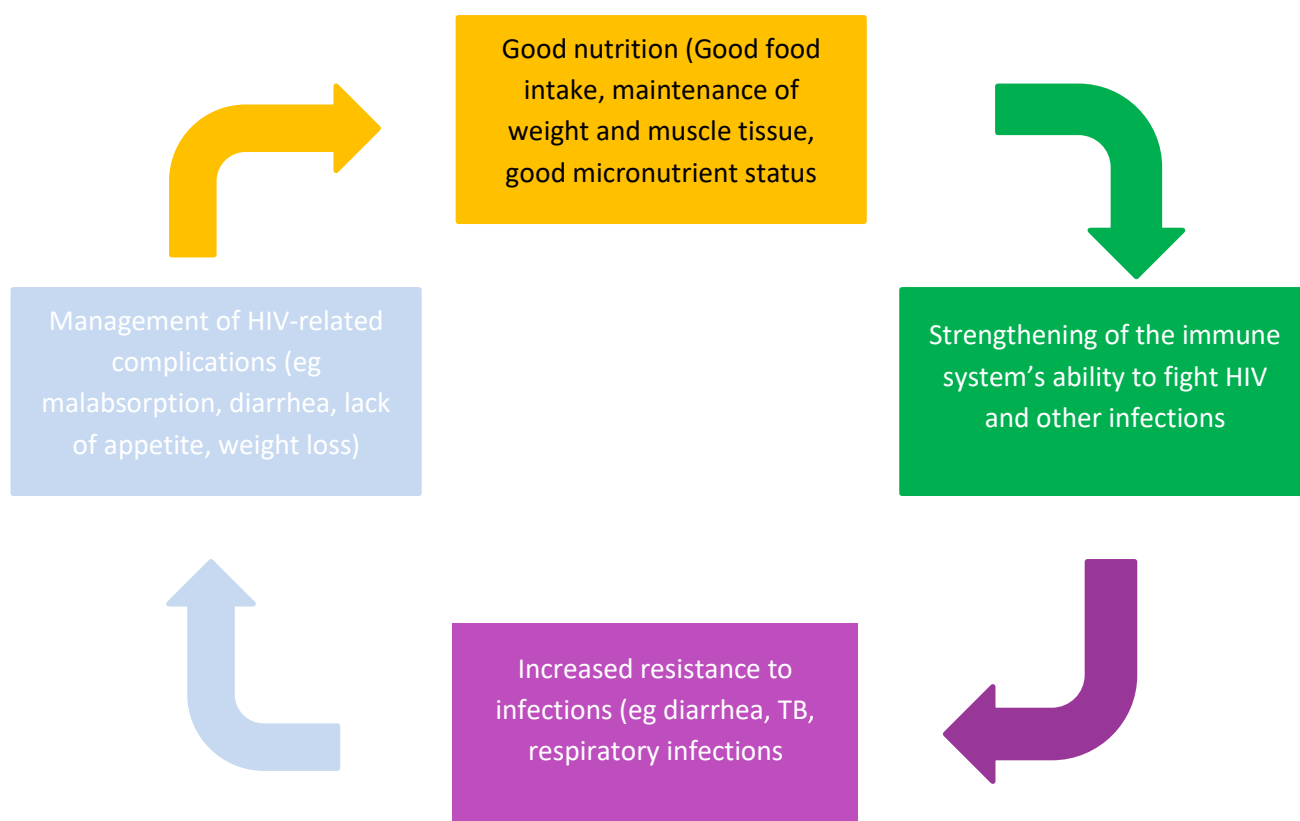 Good nutrition (Good food
intake, maintenance of
weight and muscle tissue,
good micronutrient status
Management of HIV-related
complications (eg
malabsorption, diarrhea, lack
of appetite, weight loss)
Strengthening of the immune
system’s ability to fight HIV
and other infections
Increased resistance to
infections (eg diarrhea, TB,
respiratory infections